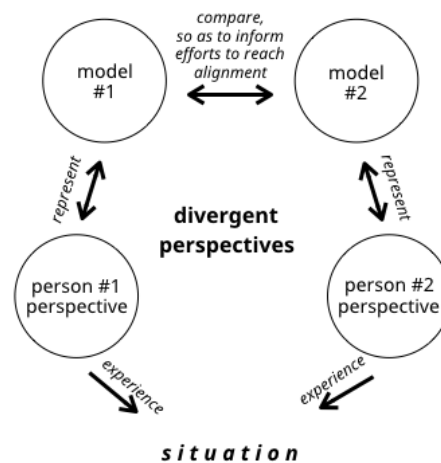 compare,
so as to inform
efforts to reach
alignment
model
#1
model
#2
represent
represent
divergent
perspectives
person #1
perspective
person #2
perspective
experience
experience
situation